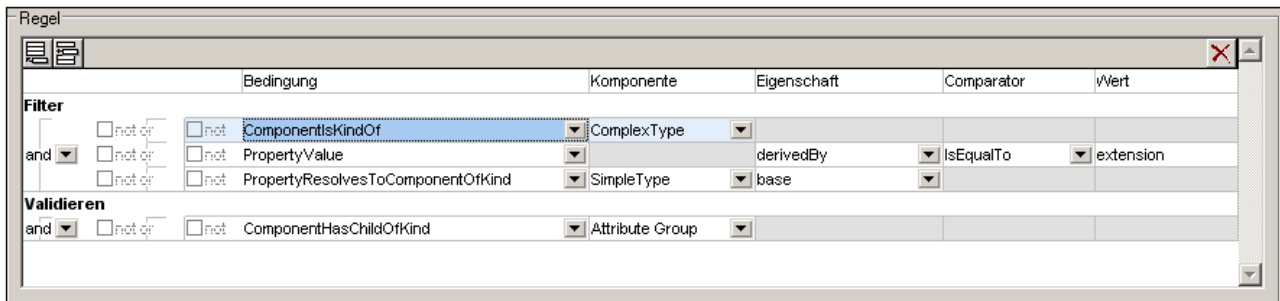 Regel
Bedingung Komponente Eigenschaft Comparator Wert
Filter
not or not ComponentIsKindOf ComplexType
and not or not PropertyValue derivedBy IsEqualTo extension
not or not PropertyResolvesToComponentOfKind SimpleType base
Validieren
and not or not ComponentHasChildOfKind Attribute Group